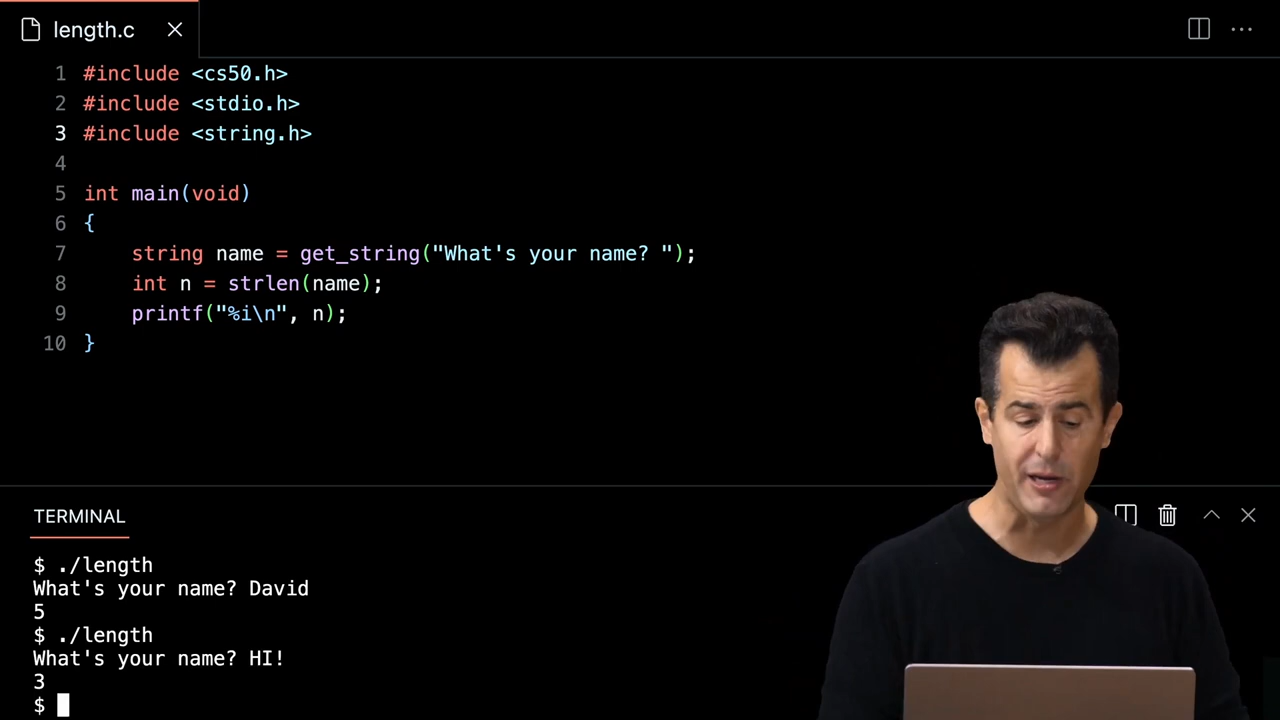 length.c
1 #include <cs50.h>
2 #include <stdio.h>
3 #include <string.h>
4
5 int main(void)
6 {
7     string name = get_string("What's your name? ");
8     int n = strlen(name);
9     printf("%i\n", n);
10 }
TERMINAL
$ ./length
What's your name? David
5
$ ./length
What's your name? HI!
3
$